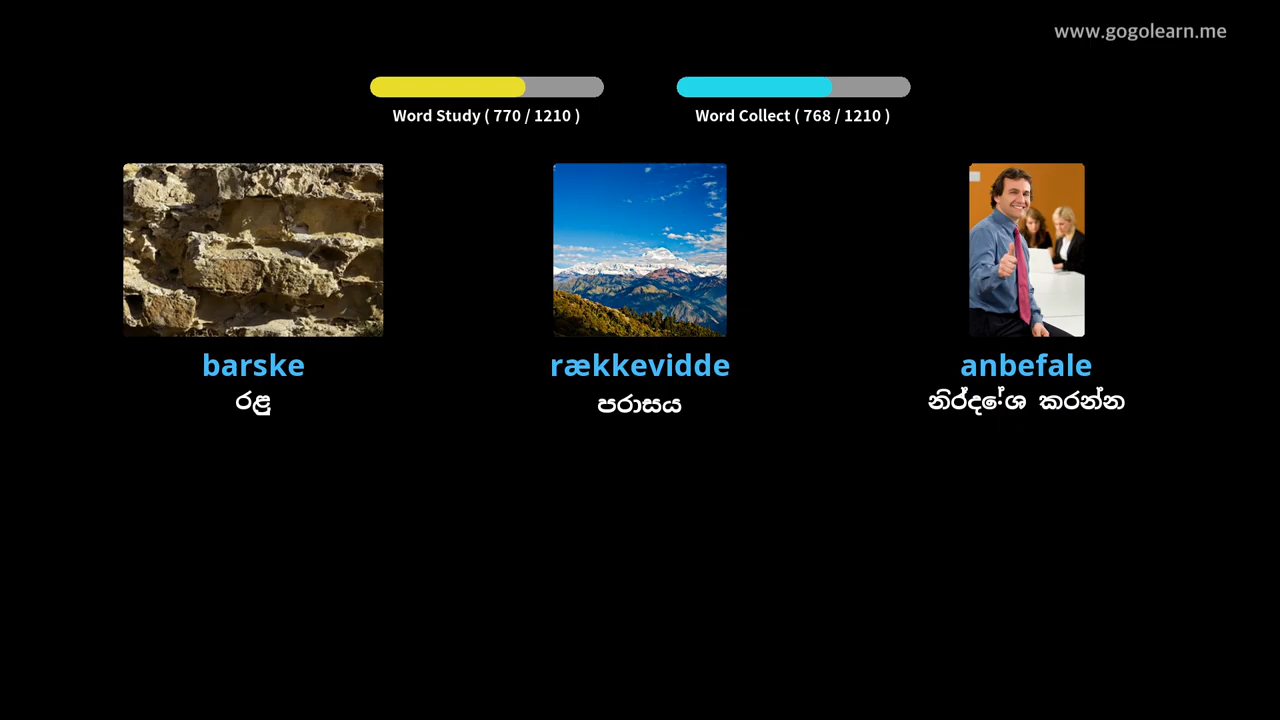 www.gogolearn.me
Word Study ( 770 / 1210 )
Word Collect ( 768 / 1210 )
barske
රළු
rækkevidde
පරාසය
anbefale
නිර්දේශ කරන්න